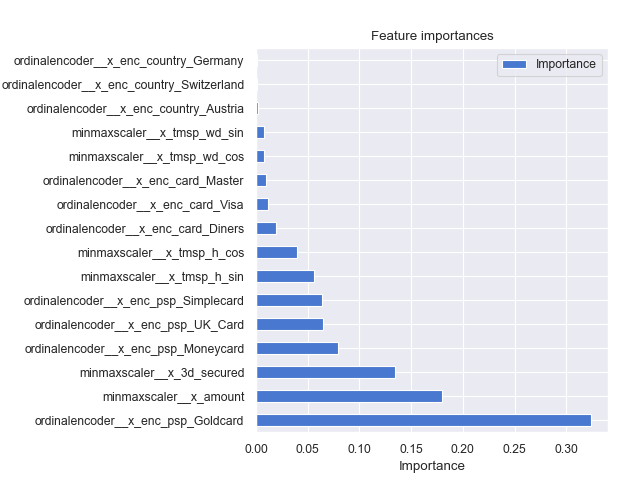 Feature importances
Importance
ordinalencoder__x_enc_country_Germany
ordinalencoder__x_enc_country_Switzerland
ordinalencoder__x_enc_country_Austria
minmaxscaler__x_tmsp_wd_sin
minmaxscaler__x_tmsp_wd_cos
ordinalencoder__x_enc_card_Master
ordinalencoder__x_enc_card_Visa
ordinalencoder__x_enc_card_Diners
minmaxscaler__x_tmsp_h_cos
minmaxscaler__x_tmsp_h_sin
ordinalencoder__x_enc_psp_Simplecard
ordinalencoder__x_enc_psp_UK_Card
ordinalencoder__x_enc_psp_Moneycard
minmaxscaler__x_3d_secured
minmaxscaler__x_amount
ordinalencoder__x_enc_psp_Goldcard
0.00 0.05 0.10 0.15 0.20 0.25 0.30
Importance